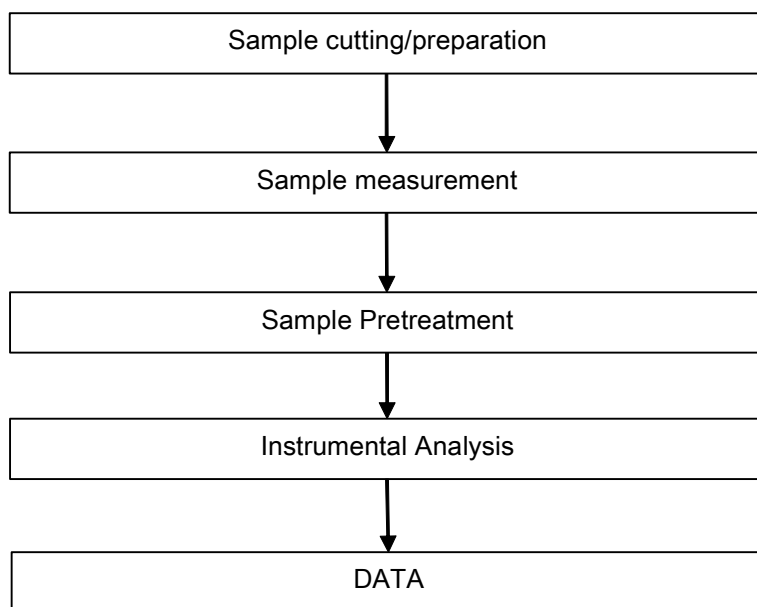 Sample cutting/preparation
Sample measurement
Sample Pretreatment
Instrumental Analysis
DATA